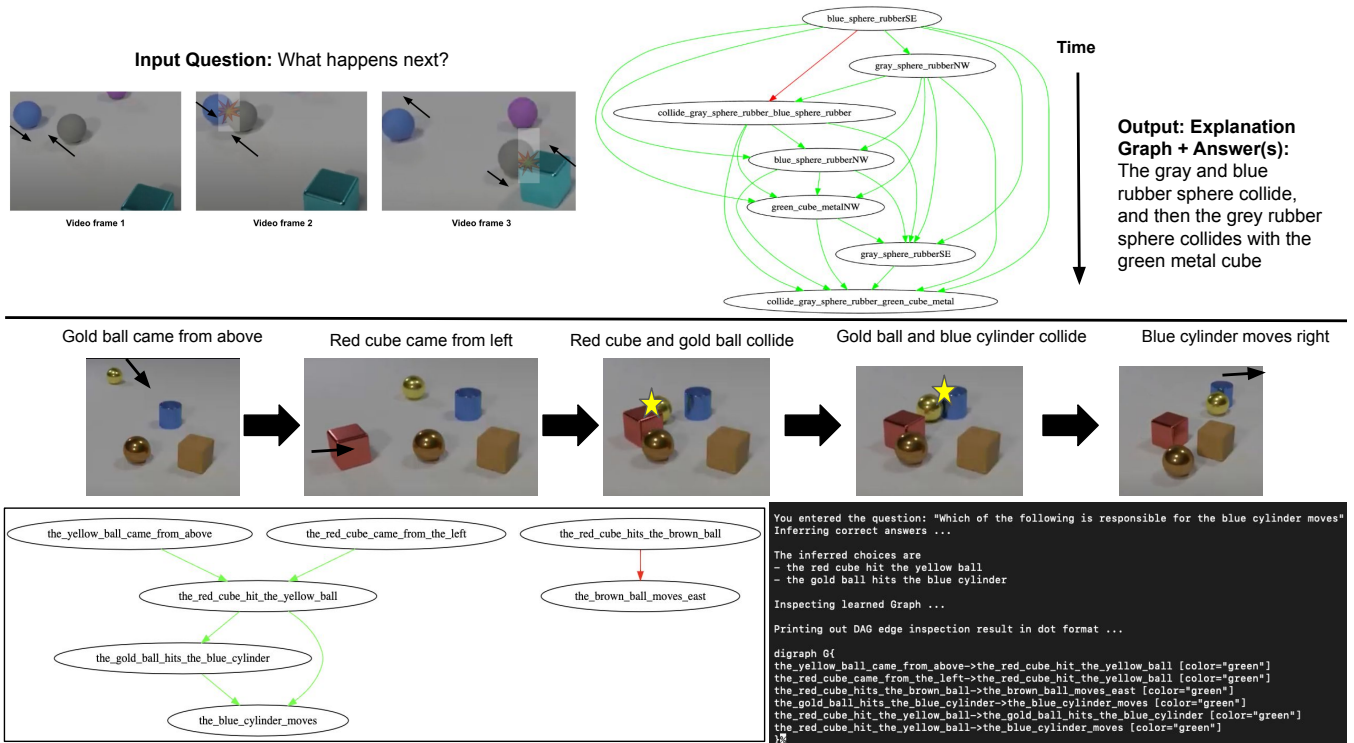 Input Question: What happens next?
Video frame 1
Video frame 2
Video frame 3
blue_sphere_rubberSE
gray_sphere_rubberNW
collide_gray_sphere_rubber_blue_sphere_rubber
blue_sphere_rubberNW
green_cube_metalNW
gray_sphere_rubberSE
collide_gray_sphere_rubber_green_cube_metal
Time
Output: Explanation
Graph + Answer(s):
The gray and blue
rubber sphere collide,
and then the grey rubber
sphere collides with the
green metal cube
Gold ball came from above
Red cube came from left
Red cube and gold ball collide
Gold ball and blue cylinder collide
Blue cylinder moves right
the_yellow_ball_came_from_above
the_red_cube_came_from_the_left
the_red_cube_hits_the_brown_ball
the_red_cube_hit_the_yellow_ball
the_brown_ball_moves_east
the_gold_ball_hits_the_blue_cylinder
the_blue_cylinder_moves
You entered the question: "Which of the following is responsible for the blue cylinder moves"
Inferring correct answers ...
The inferred choices are
- the red cube hit the yellow ball
- the gold ball hits the blue cylinder
Inspecting learned Graph ...
Printing out DAG edge inspection result in dot format ...
digraph G{
the_yellow_ball_came_from_above->the_red_cube_hit_the_yellow_ball [color="green"]
the_red_cube_came_from_the_left->the_red_cube_hit_the_yellow_ball [color="green"]
the_red_cube_hits_the_brown_ball->the_brown_ball_moves_east [color="green"]
the_gold_ball_hits_the_blue_cylinder->the_blue_cylinder_moves [color="green"]
the_red_cube_hit_the_yellow_ball->the_gold_ball_hits_the_blue_cylinder [color="green"]
the_red_cube_hit_the_yellow_ball->the_blue_cylinder_moves [color="green"]
}%